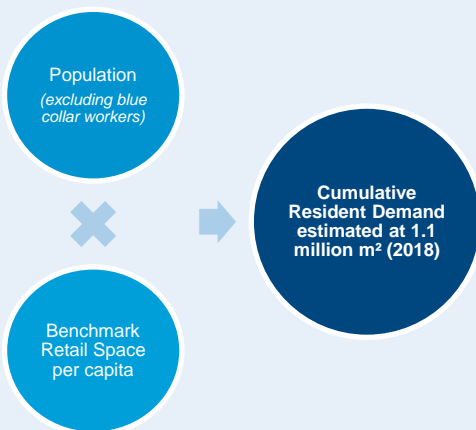 Population
(excluding blue
collar workers)
Cumulative
Resident Demand
estimated at 1.1
million m² (2018)
Benchmark
Retail Space
per capita